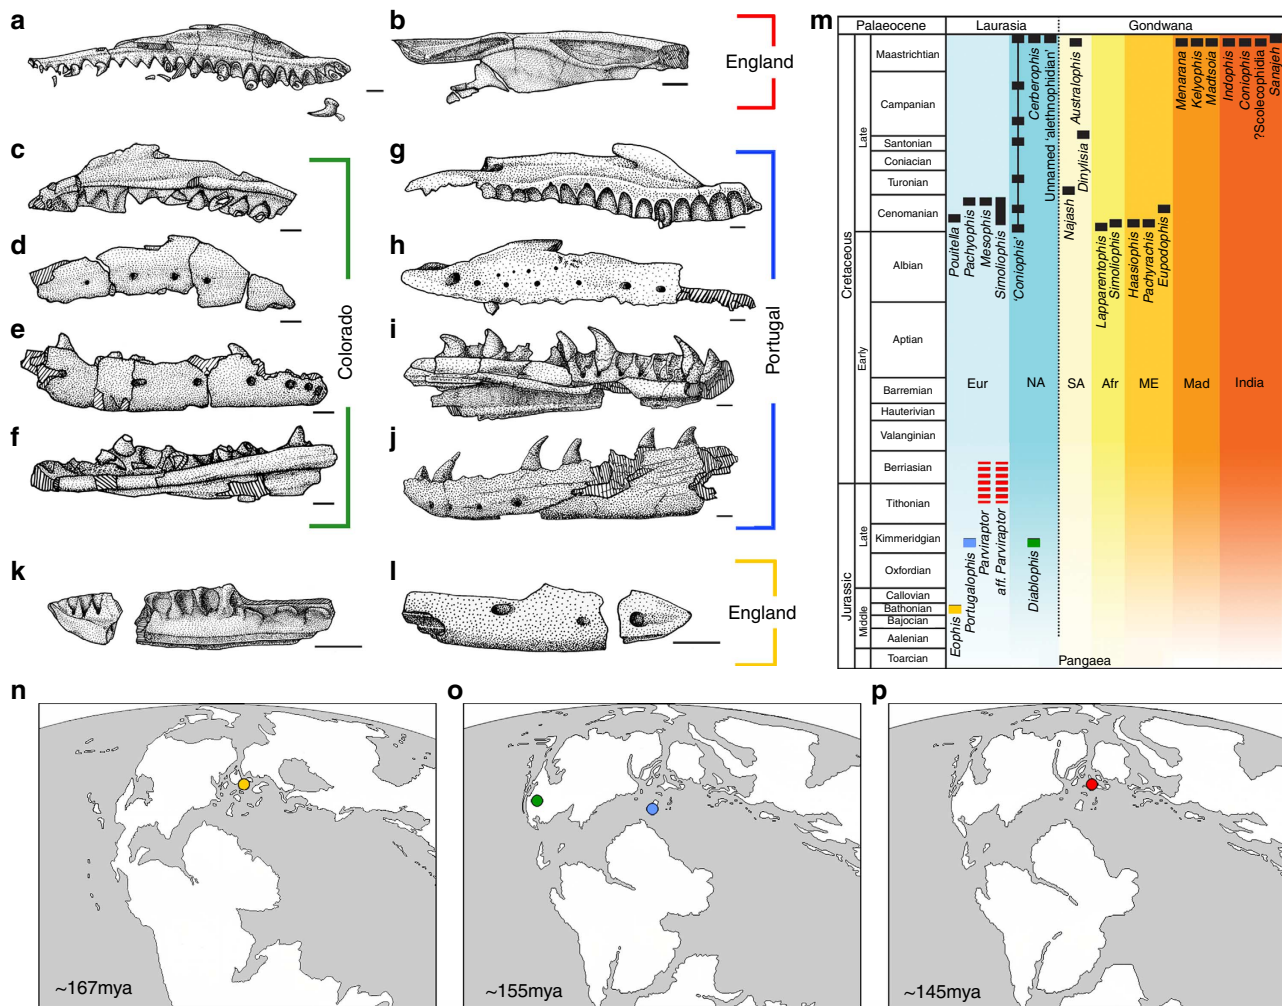 a
b
England
c
d
e
f
Colorado
g
h
i
j
Portugal
k
l
England
m
Palaeocene
Laurasia
Gondwana
Cretaceous
Jurassic
Late
Early
Late
Middle
Maastrichtian
Campanian
Santonian
Coniacian
Turonian
Cenomanian
Albian
Aptian
Barremian
Hauterivian
Valanginian
Berriasian
Tithonian
Kimmeridgian
Oxfordian
Callovian
Bathonian
Bajocian
Aalenian
Toarcian
Eur
NA
SA
Afr
ME
Mad
India
Pouitella
Pachyophis
Mesophis
Simoliophis
'Coniophis'
Cerberophis
Unnamed 'alethnophidian'
Najash
Dinylisia
Australophis
Lapparentophis
Simoliophis
Haasiophis
Pachyrachis
Eupodophis
Menarana
Kelyophis
Madtsoia
Indophis
Coniophis
?Scolecophidia
Sanajeh
Eophis
Portugalophis
Parviraptor
aff. Parviraptor
Diablophis
Pangaea
n
~167mya
o
~155mya
p
~145mya